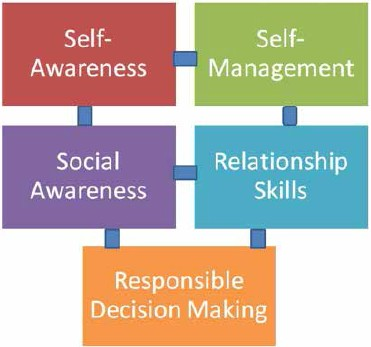 Self-
Awareness
Self-
Management
Social
Awareness
Relationship
Skills
Responsible
Decision Making